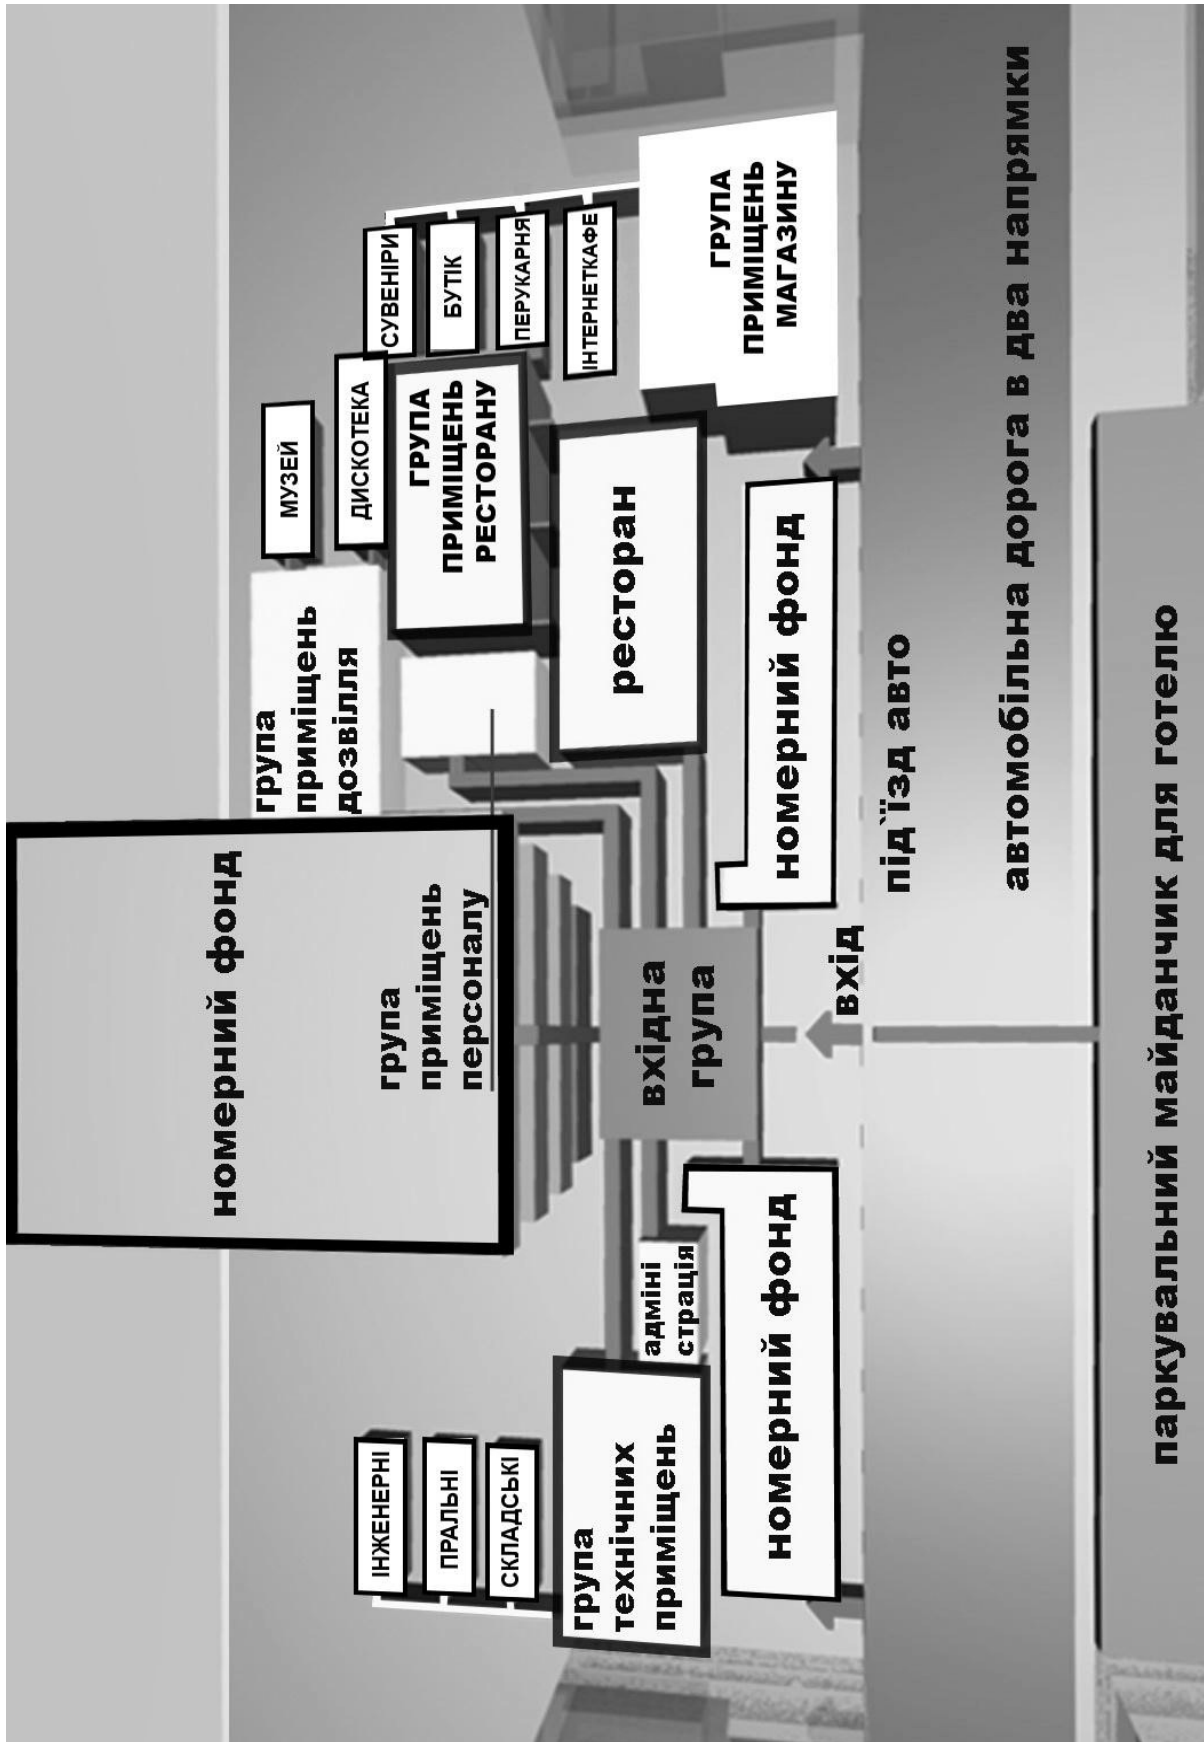 номерний фонд
група
приміщень
персоналу
група
приміщень
дозвілля
МУЗЕЙ
ДИСКОТЕКА
СУВЕНІРИ
БУТІК
ПЕРУКАРНЯ
ІНТЕРНЕТКАФЕ
ГРУПА
ПРИМІЩЕНЬ
РЕСТОРАНУ
ІНЖЕНЕРНІ
ПРАЛЬНІ
СКЛАДСЬКІ
група
технічних
приміщень
адміні
страція
вхідна
група
ресторан
ГРУПА
ПРИМІЩЕНЬ
МАГАЗИНУ
номерний фонд
номерний фонд
вхід
під`їзд авто
автомобільна дорога в два напрямки
паркувальний майданчик для готелю